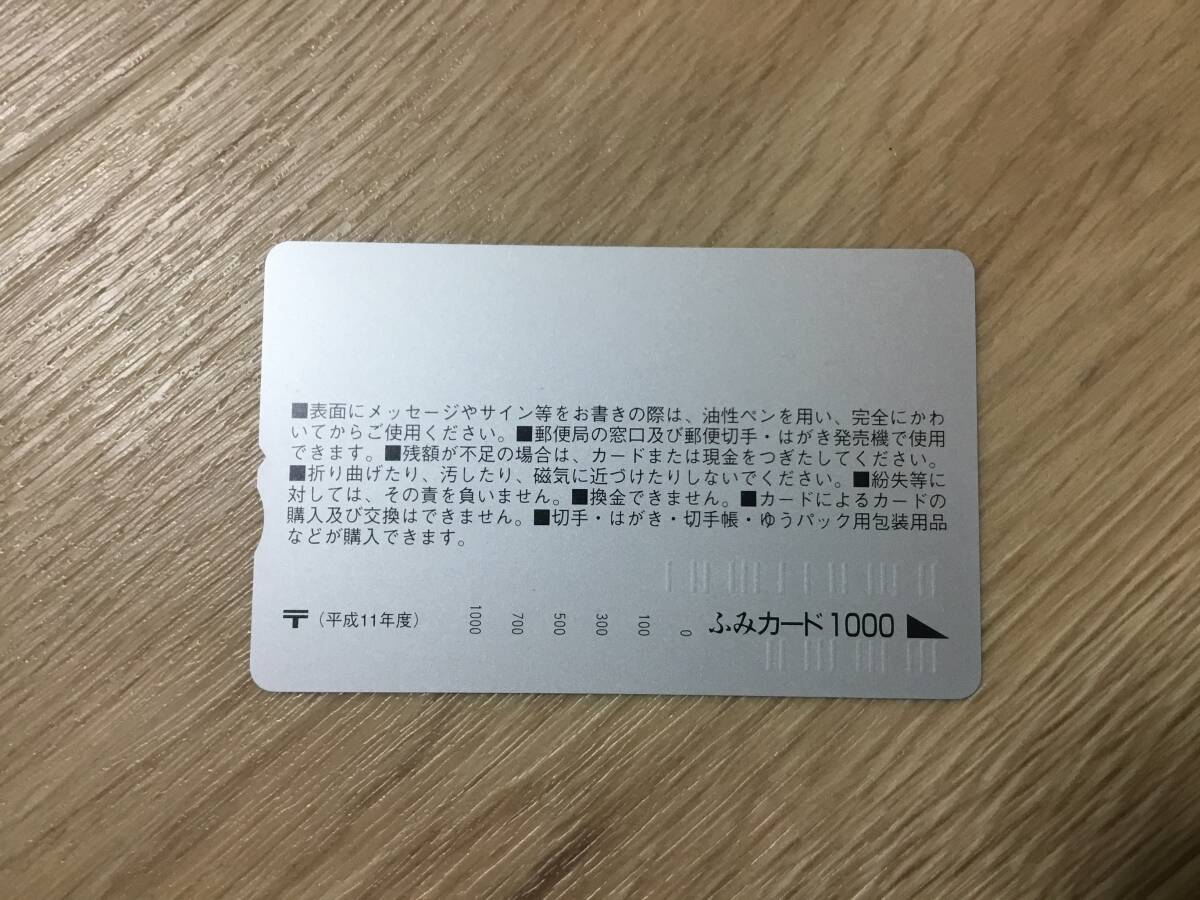 ■表面にメッセージやサイン等をお書きの際は、油性ペンを用い、完全にかわ
いてからご使用ください。■郵便局の窓口及び郵便切手・はがき発売機で使用
できます。■残額が不足の場合は、カードまたは現金をつぎたしてください。
■折り曲げたり、汚したり、磁気に近づけたりしないでください。■紛失等に
対しては、その責を負いません。■換金できません。■カードによるカードの
購入及び交換はできません。■切手・はがき・切手帳・ゆうパック用包装用品
などが購入できます。
〒(平成11年度) 1000 700 500 300 100 0 ふみカード1000